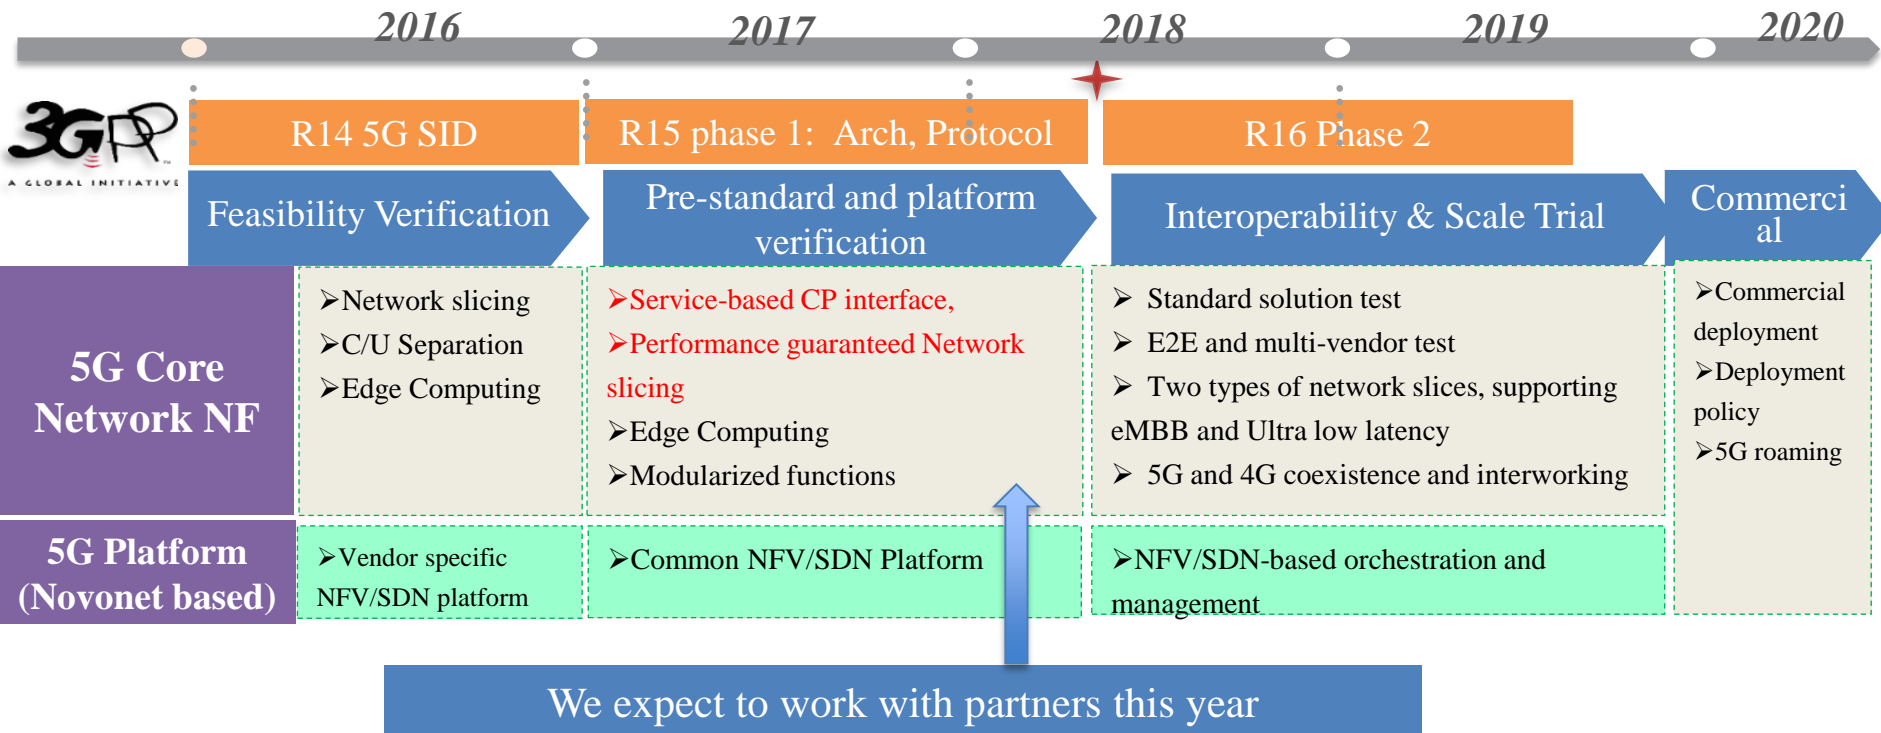 2016
2017
2018
2019
2020
3GPP
TM
A GLOBAL INITIATIVE
R14 5G SID
R15 phase 1: Arch, Protocol
R16 Phase 2
Feasibility Verification
Pre-standard and platform
verification
Interoperability & Scale Trial
Commerci
al
5G Core
Network NF
➢Network slicing
➢C/U Separation
➢Edge Computing
➢Service-based CP interface,
➢Performance guaranteed Network
slicing
➢Edge Computing
➢Modularized functions
➢ Standard solution test
➢ E2E and multi-vendor test
➢ Two types of network slices, supporting
eMBB and Ultra low latency
➢ 5G and 4G coexistence and interworking
➢Commercial
deployment
➢Deployment
policy
➢5G roaming
5G Platform
(Novonet based)
➢Vendor specific
NFV/SDN platform
➢Common NFV/SDN Platform
➢NFV/SDN-based orchestration and
management
We expect to work with partners this year